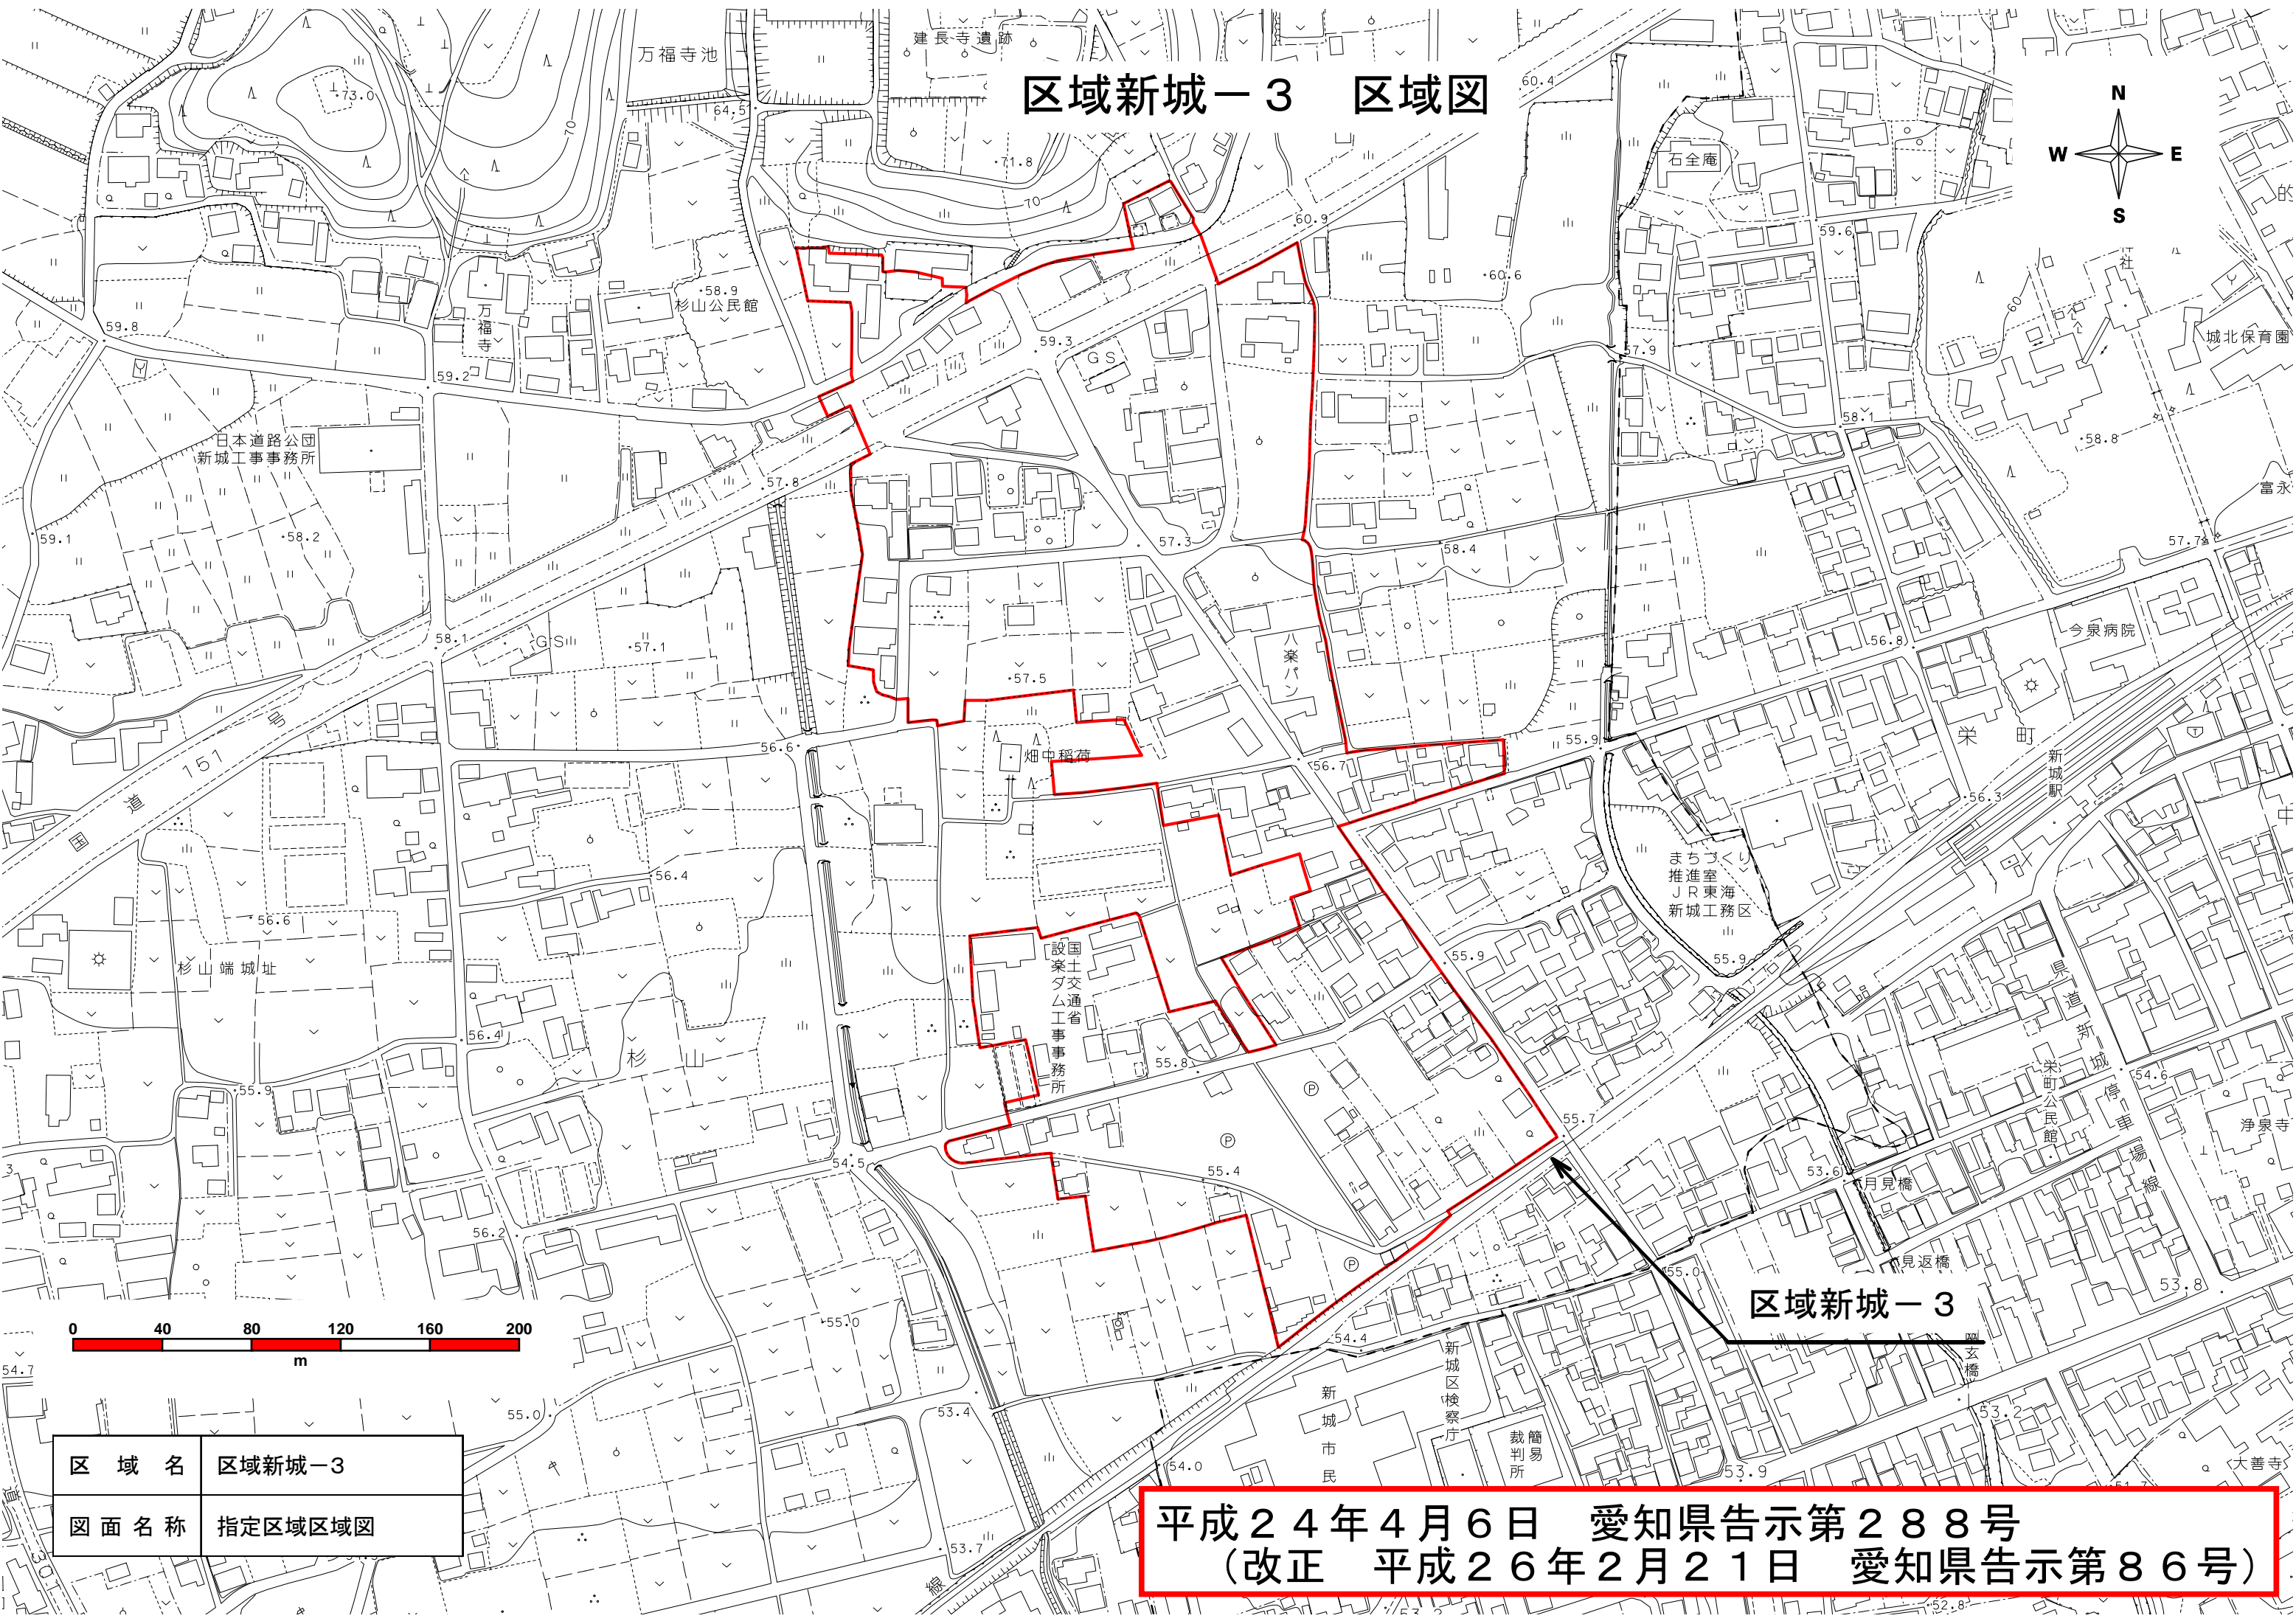 区域新城－３　区域図
万福寺池
建長寺遺跡
73.0
64.5
70
71.8
70
60.4
60.9
60.6
石全庵
59.6
N
W
E
S
社
60
城北保育園
58.9
杉山公民館
万福寺
59.8
59.2
59.3
GS
57.9
58.1
58.8
富永
日本道路公団
新城工事事務所
57.8
59.1
58.2
57.3
58.4
57.7
58.1
GS
57.1
57.5
八楽パン
56.8
今泉病院
国道151号
56.6
畑中稲荷
56.7
55.9
栄町
新城駅
56.3
56.4
56.6
杉山端城址
まちづくり
推進室
ＪＲ東海
新城工務区
55.9
55.9
国土交通省
設楽ダム工事事務所
県道新城停車場線
56.4
杉山
55.8
55.9
P
P
P
55.7
54.6
栄町公民館
浄泉寺
54.5
55.4
53.6
月見橋
56.2
見返橋
55.0
53.8
区域新城－３
0 40 80 120 160 200
m
55.0
54.4
54.7
新城区検察庁
玄橋
新城市民
簡易
裁判所
55.0
53.4
53.2
54.0
53.9
大善寺
区域名 区域新城－3
図面名称 指定区域区域図
53.7
線
平成２４年４月６日　愛知県告示第２８８号
（改正　平成２６年２月２１日　愛知県告示第８６号）
52.8